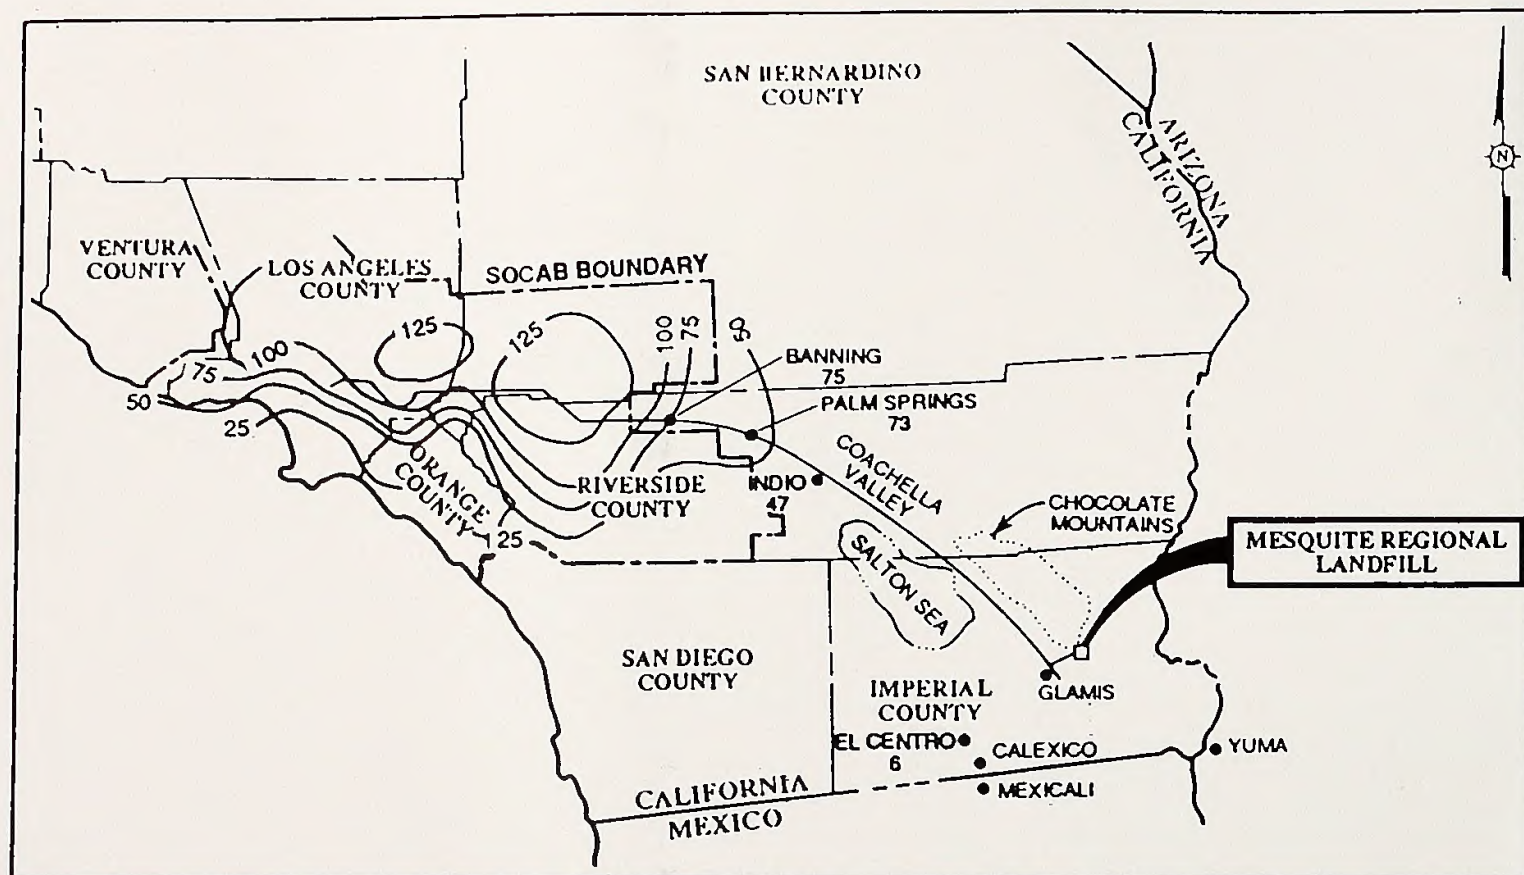 SAN BERNARDINO
COUNTY
ARIZONA
CALIFORNIA
N
VENTURA
COUNTY
LOS ANGELES
COUNTY
SOCAB BOUNDARY
125
125
100
75
50
100
75
50
25
BANNING
75
PALM SPRINGS
73
COACHELLA
VALLEY
ORANGE
COUNTY
RIVERSIDE
COUNTY
INDIO
47
25
CHOCOLATE
MOUNTAINS
MESQUITE REGIONAL
LANDFILL
SALTON SEA
SAN DIEGO
COUNTY
IMPERIAL
COUNTY
GLAMIS
EL CENTRO
6
CALEXICO
YUMA
MEXICALI
CALIFORNIA
MEXICO